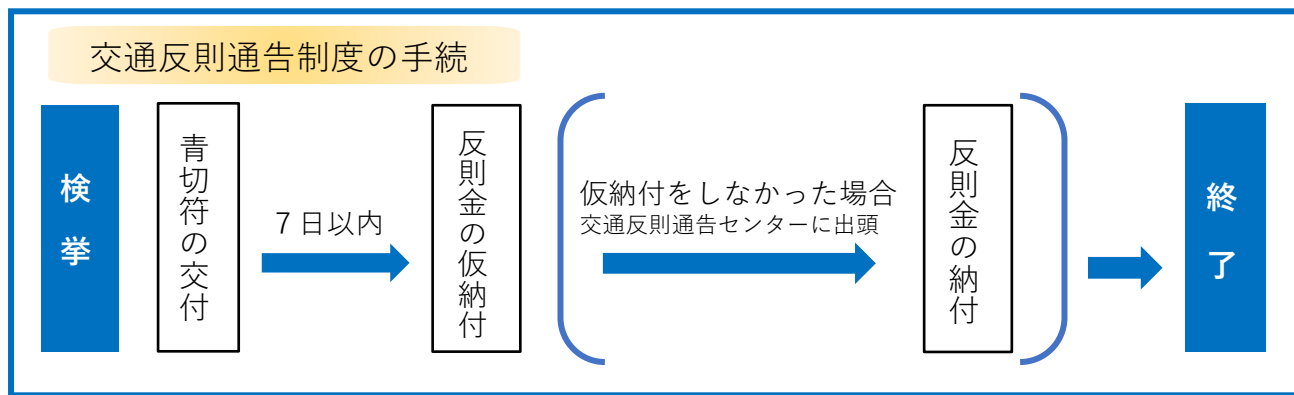 交通反則通告制度の手続
検挙
青切符の交付
7日以内
反則金の仮納付
仮納付をしなかった場合
交通反則通告センターに出頭
反則金の納付
終了